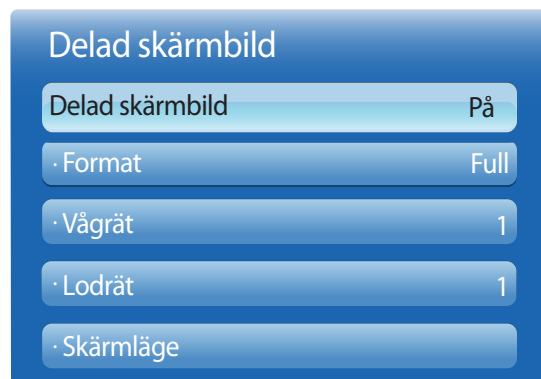 Delad skärmbild
Delad skärmbild På
· Format Full
· Vågrät 1
· Lodrät 1
· Skärmläge